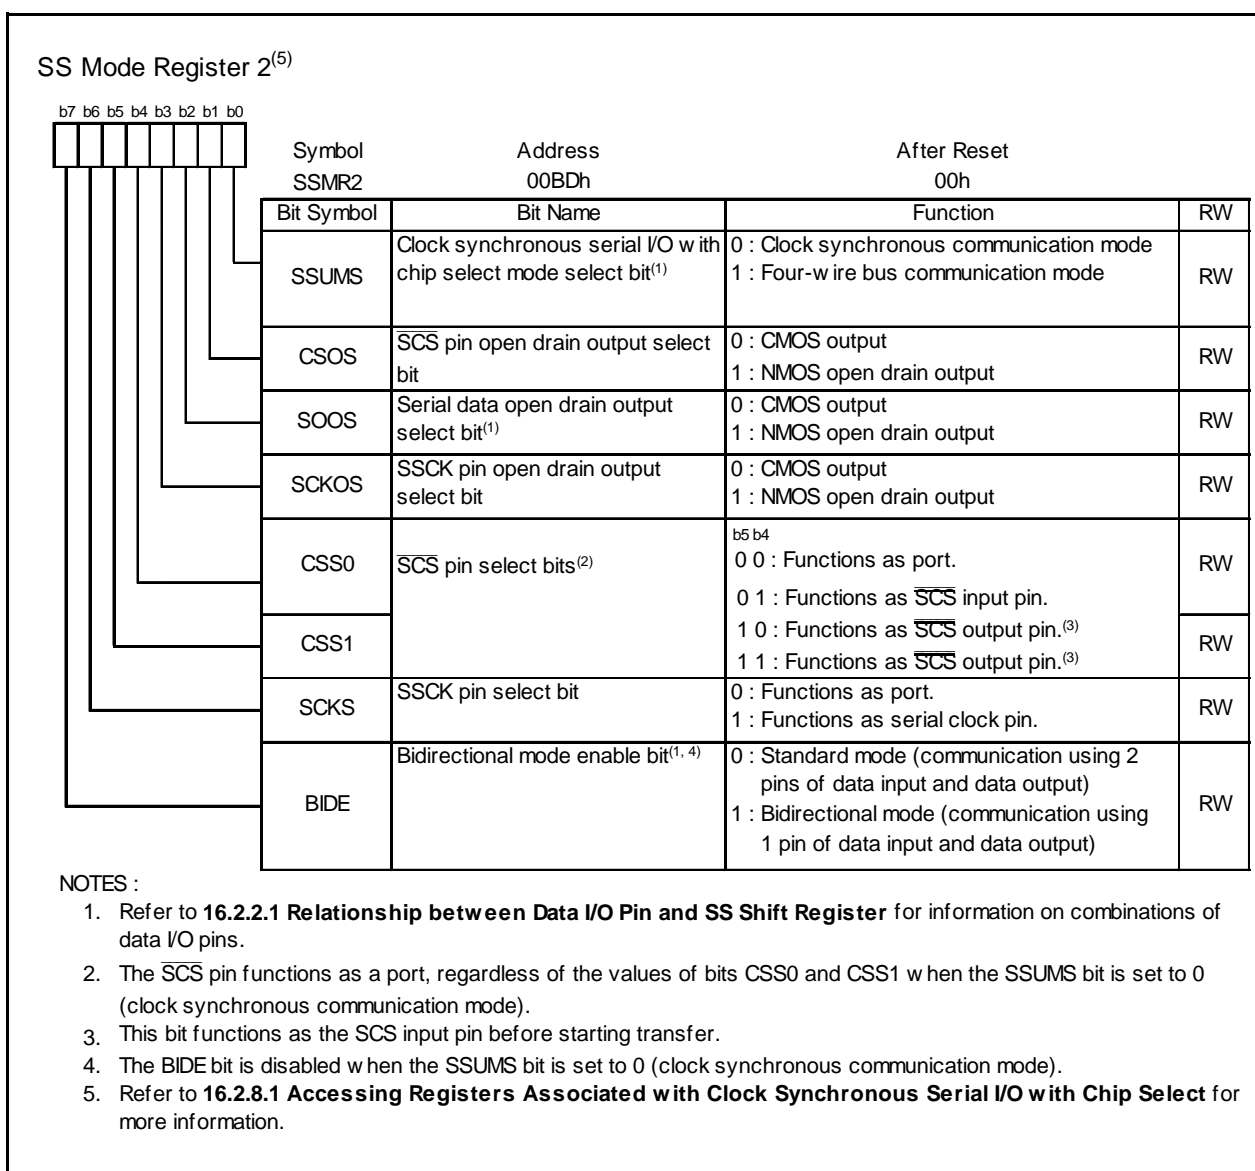 SS Mode Register 2(5)
b7 b6 b5 b4 b3 b2 b1 b0
Symbol Address After Reset
SSMR2 00BDh 00h
Bit Symbol Bit Name Function RW
SSUMS Clock synchronous serial I/O with chip select mode select bit(1) 0 : Clock synchronous communication mode RW
1 : Four-wire bus communication mode
CSOS SCS pin open drain output select bit 0 : CMOS output RW
1 : NMOS open drain output
SOOS Serial data open drain output select bit(1) 0 : CMOS output RW
1 : NMOS open drain output
SCKOS SSCK pin open drain output select bit 0 : CMOS output RW
1 : NMOS open drain output
CSS0 SCS pin select bits(2) b5 b4 RW
0 0 : Functions as port.
0 1 : Functions as SCS input pin.
CSS1 1 0 : Functions as SCS output pin.(3) RW
1 1 : Functions as SCS output pin.(3)
SCKS SSCK pin select bit 0 : Functions as port. RW
1 : Functions as serial clock pin.
BIDE Bidirectional mode enable bit(1, 4) 0 : Standard mode (communication using 2 RW
pins of data input and data output)
1 : Bidirectional mode (communication using
1 pin of data input and data output)
NOTES :
1. Refer to 16.2.2.1 Relationship between Data I/O Pin and SS Shift Register for information on combinations of
data I/O pins.
2. The SCS pin functions as a port, regardless of the values of bits CSS0 and CSS1 when the SSUMS bit is set to 0
(clock synchronous communication mode).
3. This bit functions as the SCS input pin before starting transfer.
4. The BIDE bit is disabled when the SSUMS bit is set to 0 (clock synchronous communication mode).
5. Refer to 16.2.8.1 Accessing Registers Associated with Clock Synchronous Serial I/O with Chip Select for
more information.